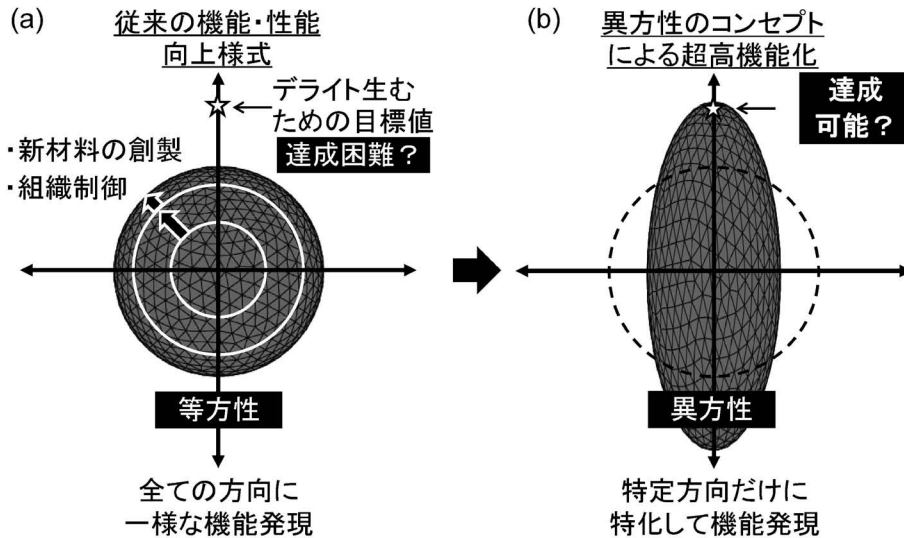 (a)
従来の機能・性能
向上様式
デライト生む
ための目標値
達成困難？
・新材料の創製
・組織制御
等方性
全ての方向に
一様な機能発現
(b)
異方性のコンセプト
による超高機能化
達成
可能？
異方性
特定方向だけに
特化して機能発現